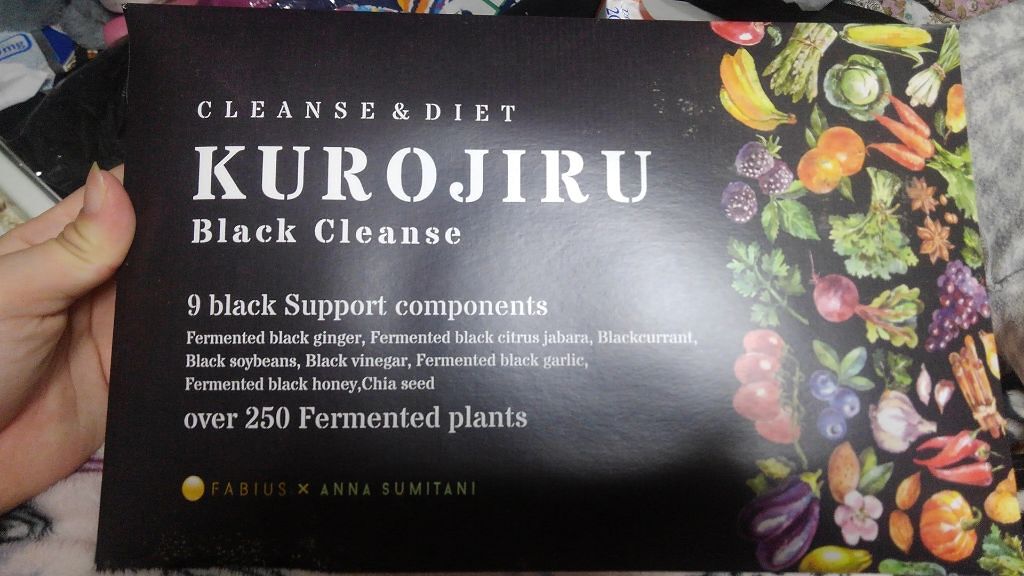 CLEANSE & DIET
KUROJIRU
Black Cleanse
9 black Support components
Fermented black ginger, Fermented black citrus jabara, Blackcurrant,
Black soybeans, Black vinegar, Fermented black garlic,
Fermented black honey,Chia seed
over 250 Fermented plants
FABIUS × ANNA SUMITANI